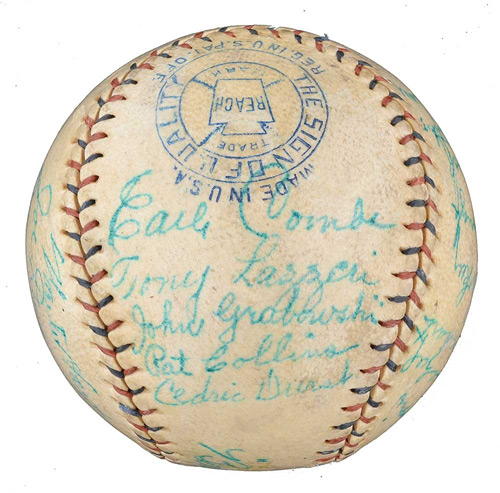 REG IN U.S. PAT. OFF.
THE SIGN OF QUALITY
TRADE
REACH
MARK
MADE IN U.S.A.
Earle Combs
Tony Lazzeri
John Grabowski
Pat Collins
Cedric Durst